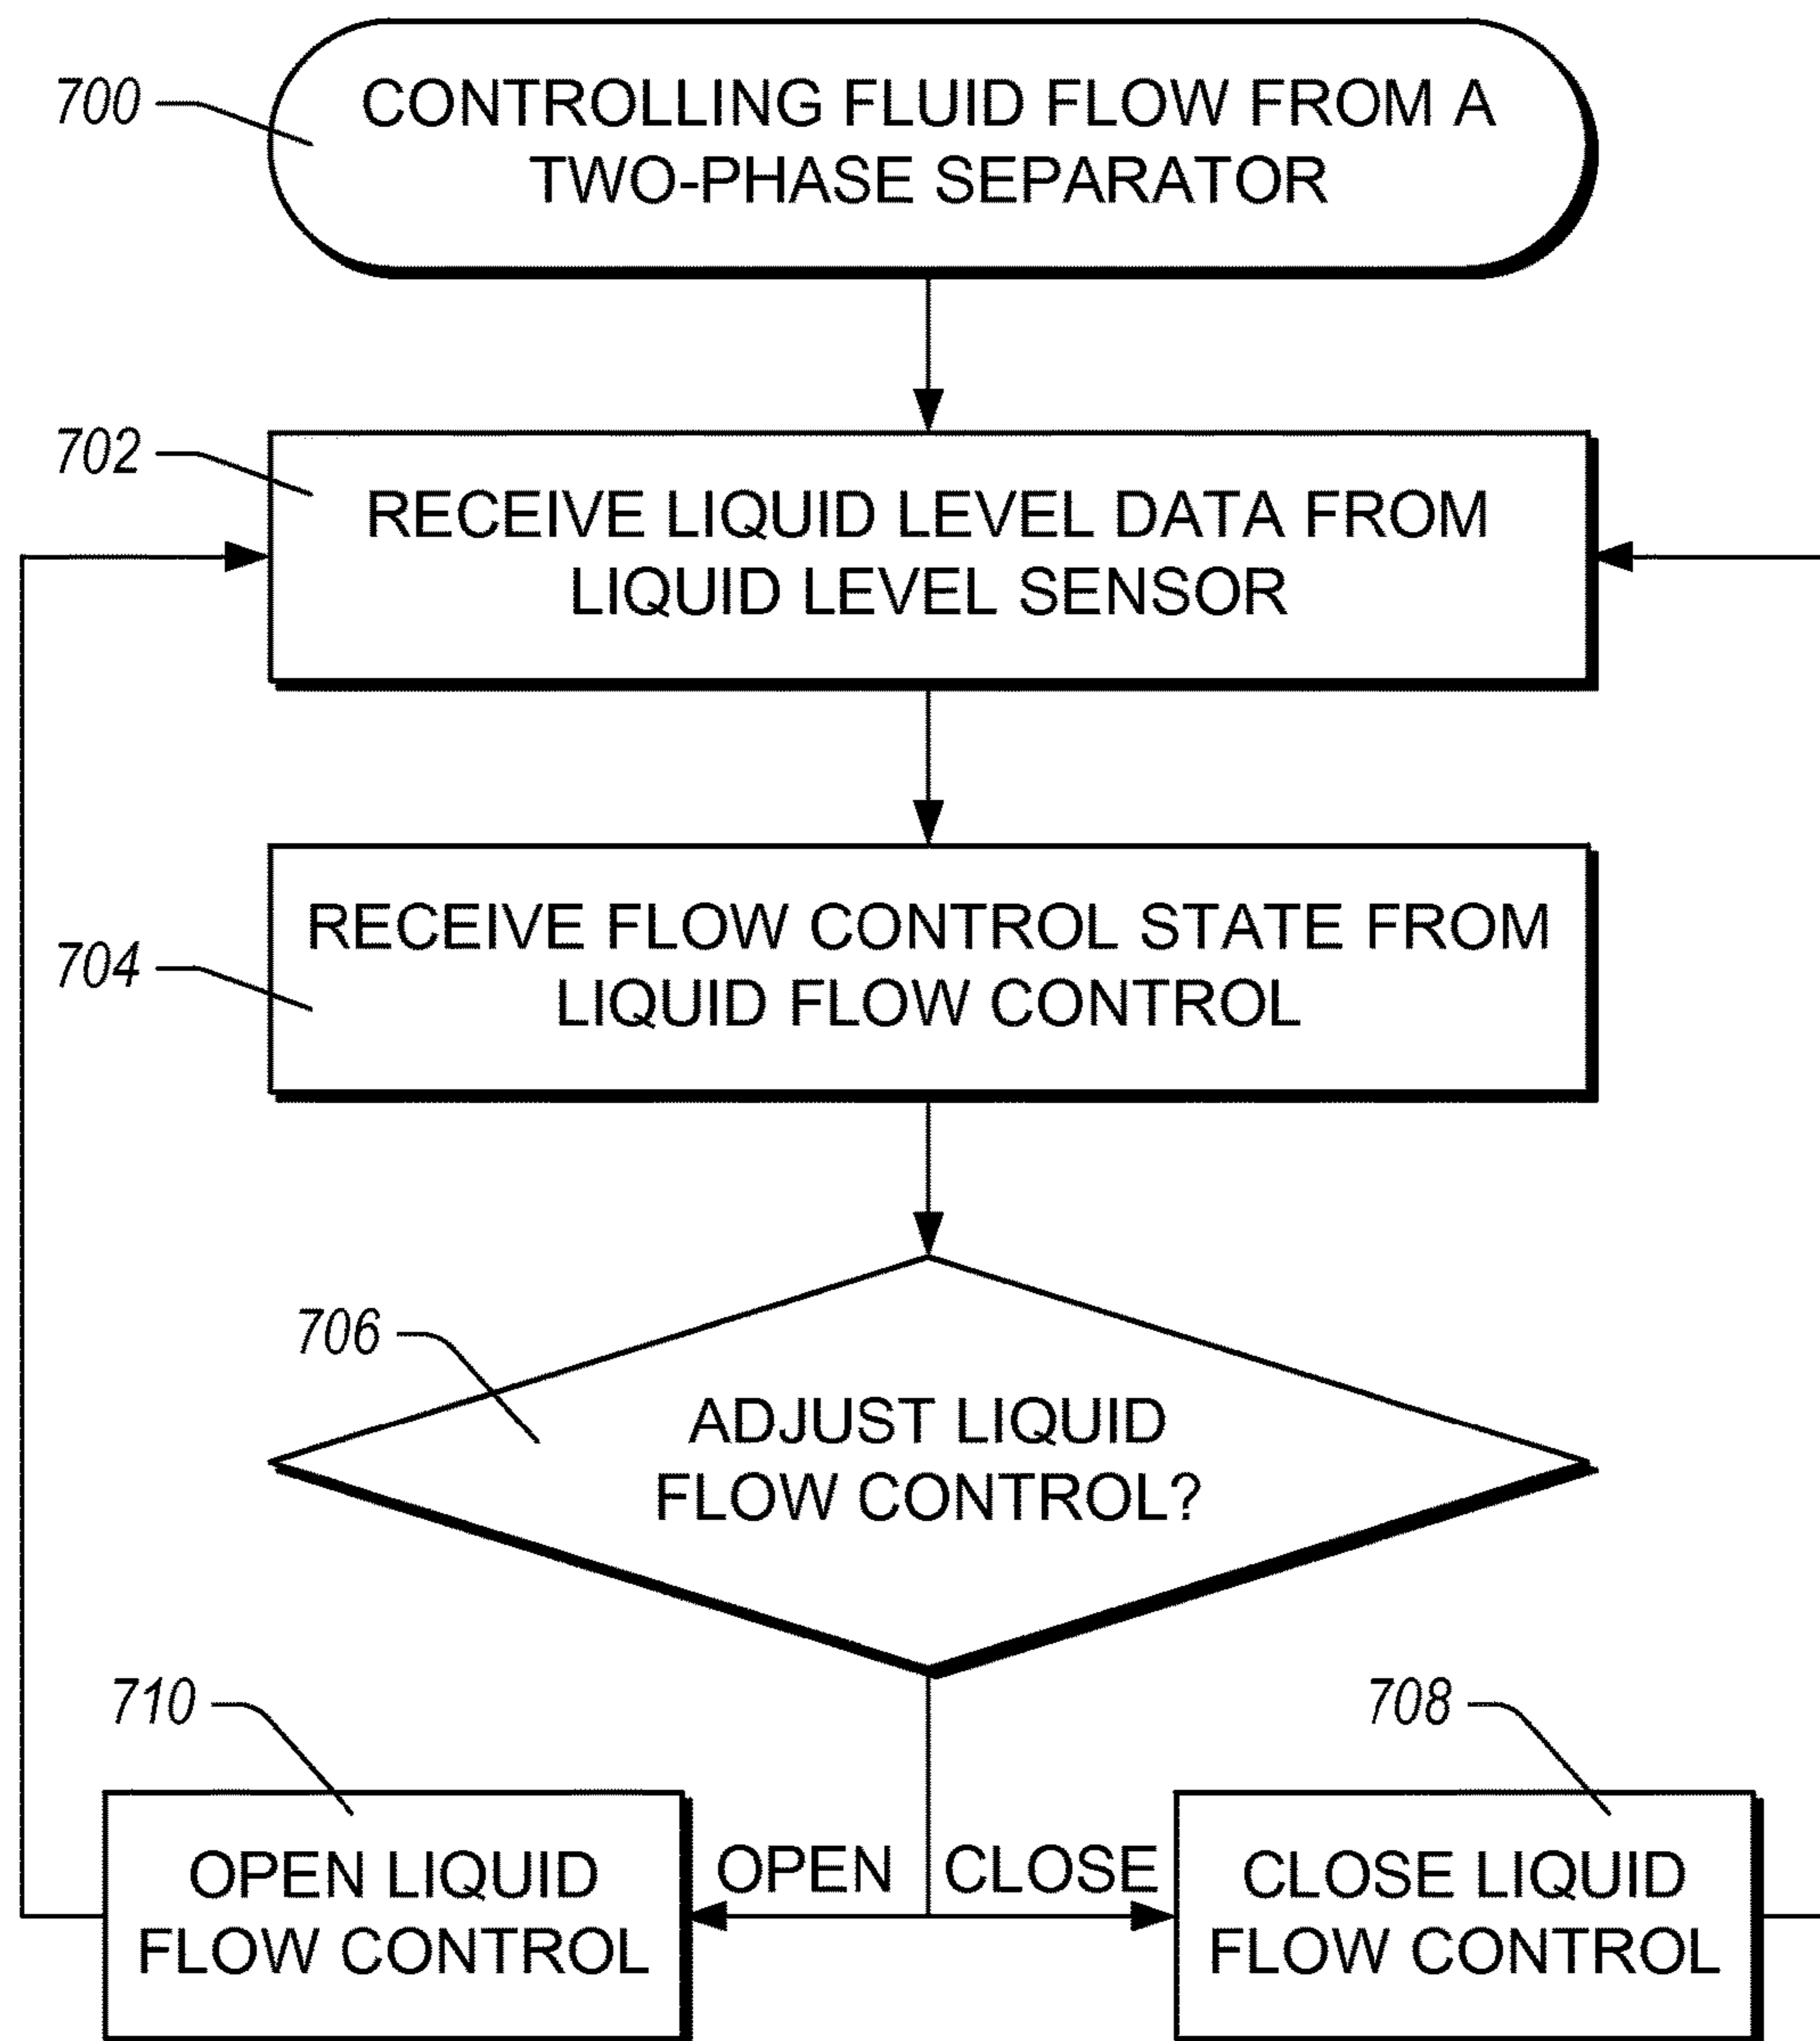 700
CONTROLLING FLUID FLOW FROM A
TWO-PHASE SEPARATOR
702
RECEIVE LIQUID LEVEL DATA FROM
LIQUID LEVEL SENSOR
704
RECEIVE FLOW CONTROL STATE FROM
LIQUID FLOW CONTROL
706
ADJUST LIQUID
FLOW CONTROL?
710
OPEN LIQUID
FLOW CONTROL
OPEN
CLOSE
708
CLOSE LIQUID
FLOW CONTROL